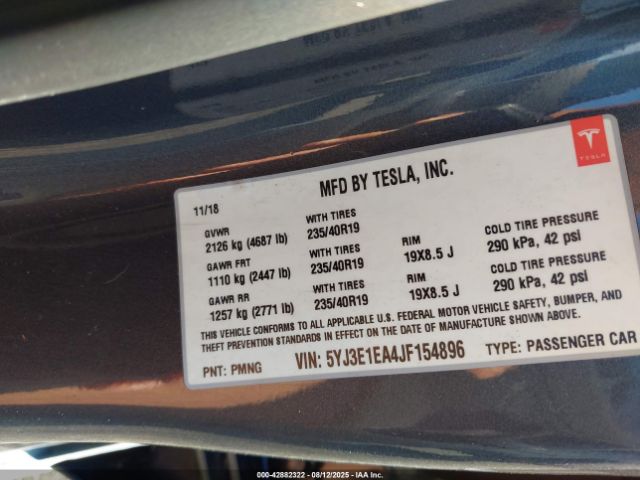 TESLA
MFD BY TESLA, INC.
11/18
GVWR WITH TIRES
2126 kg (4687 lb) 235/40R19
GAWR FRT WITH TIRES RIM COLD TIRE PRESSURE
1110 kg (2447 lb) 235/40R19 19X8.5 J 290 kPa, 42 psi
GAWR RR WITH TIRES RIM COLD TIRE PRESSURE
1257 kg (2771 lb) 235/40R19 19X8.5 J 290 kPa, 42 psi
THIS VEHICLE CONFORMS TO ALL APPLICABLE U.S. FEDERAL MOTOR VEHICLE SAFETY, BUMPER, AND
THEFT PREVENTION STANDARDS IN EFFECT ON THE DATE OF MANUFACTURE SHOWN ABOVE.
PNT: PMNG VIN: 5YJ3E1EA4JF154896 TYPE: PASSENGER CAR
000-42882322 - 08/12/2025 - IAA Inc.